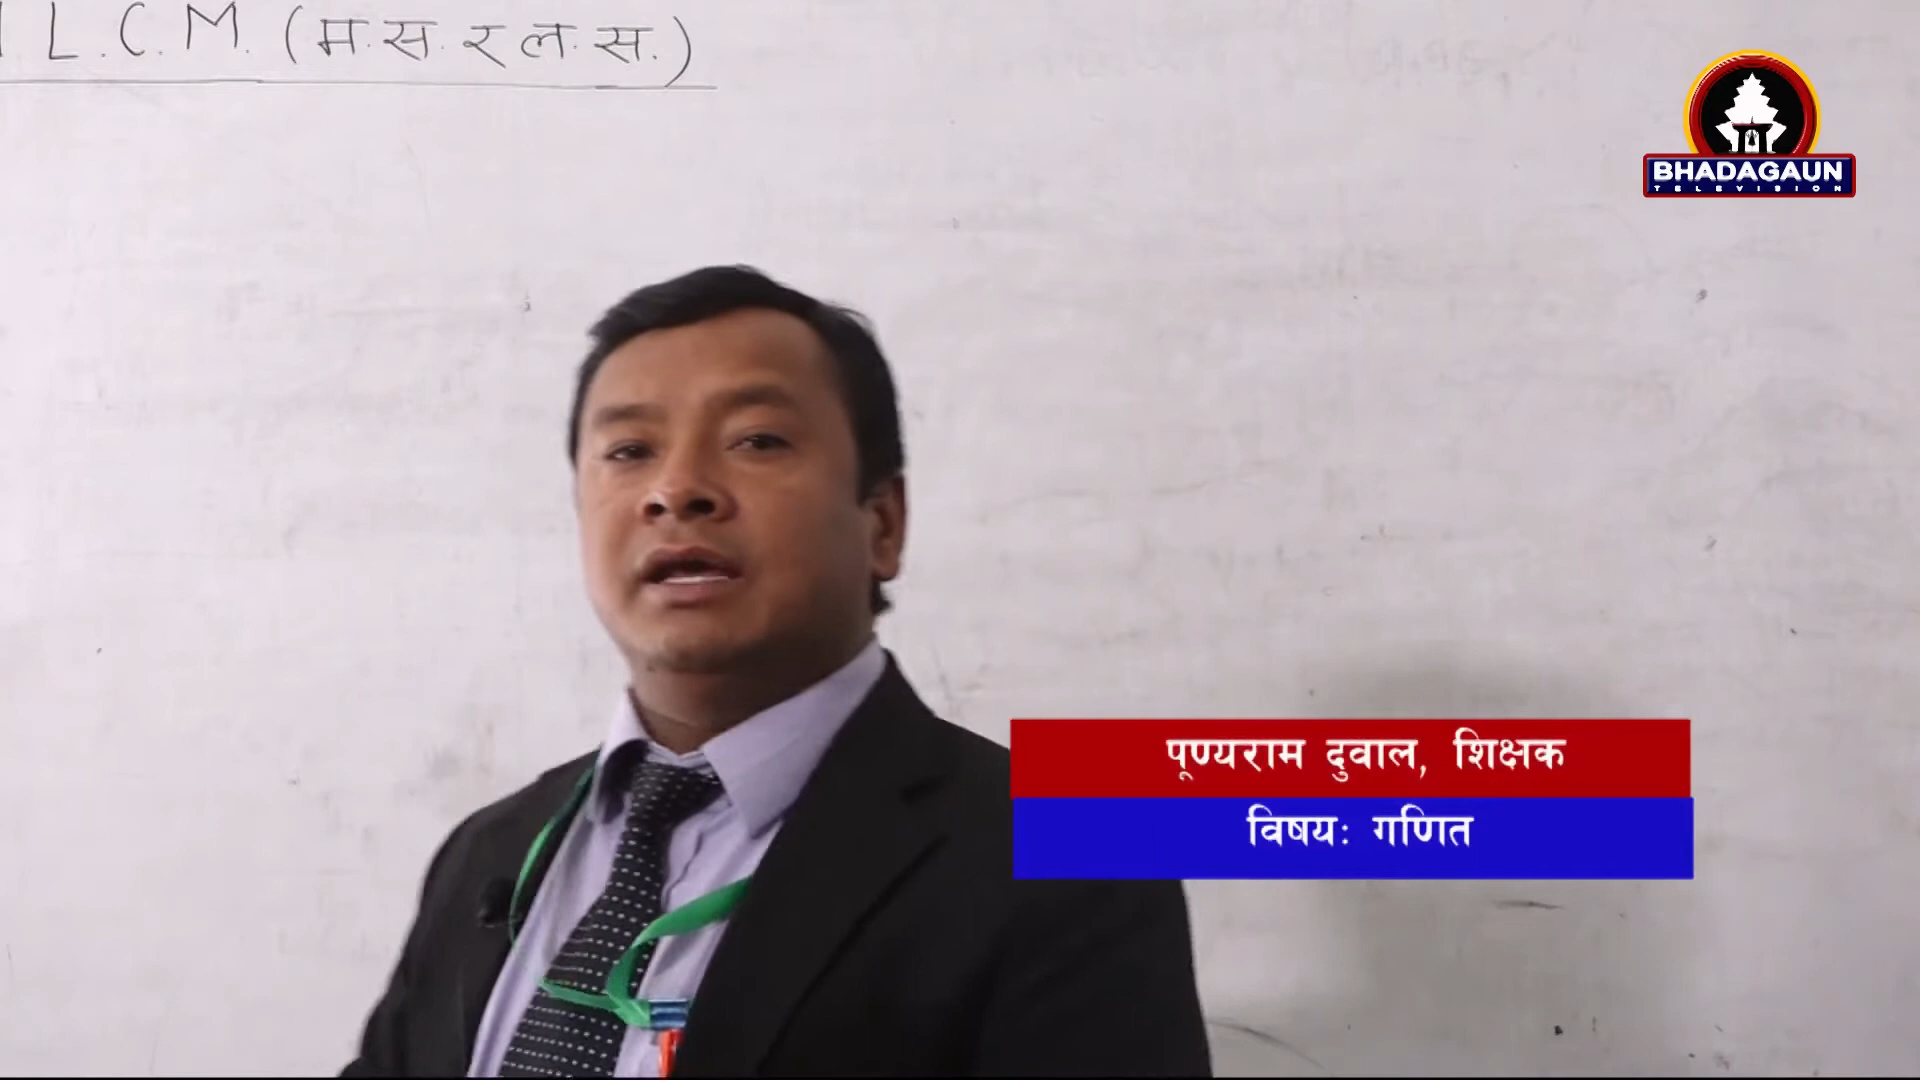 L.C.M. (म.स. र ल.स.)
BHADAGAUN
TELEVISION
पूण्यराम दुवाल, शिक्षक
विषयः गणित